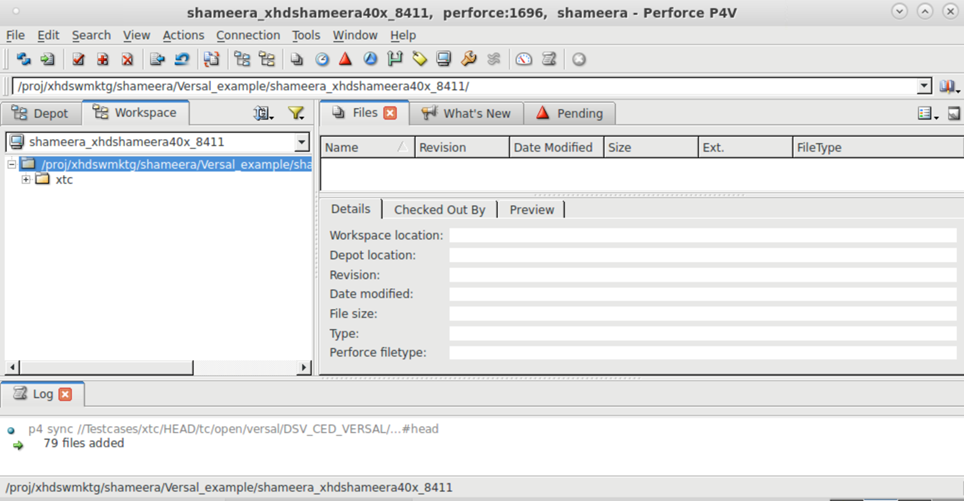 shameera_xhdshameera40x_8411, perforce:1696, shameera - Perforce P4V
File Edit Search View Actions Connection Tools Window Help
/proj/xhdswmktg/shameera/Versal_example/shameera_xhdshameera40x_8411/
Depot Workspace Files What's New Pending
shameera_xhdshameera40x_8411
Name Revision Date Modified Size Ext. FileType
/proj/xhdswmktg/shameera/Versal_example/sha
xtc
Details Checked Out By Preview
Workspace location:
Depot location:
Revision:
Date modified:
File size:
Type:
Perforce filetype:
Log
p4 sync //Testcases/xtc/HEAD/tc/open/versal/DSV_CED_VERSAL/...#head
79 files added
/proj/xhdswmktg/shameera/Versal_example/shameera_xhdshameera40x_8411